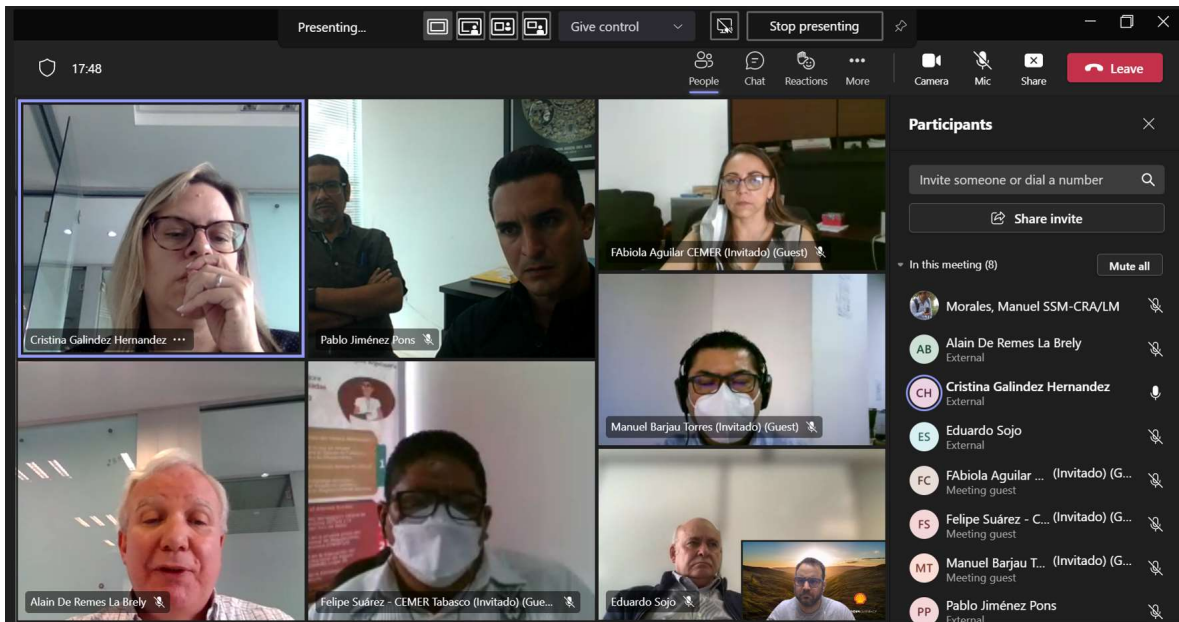 Presenting...
Give control
Stop presenting
17:48
People
Chat
Reactions
More
Camera
Mic
Share
Leave
Cristina Galindez Hernandez
Pablo Jiménez Pons
FAbiola Aguilar CEMER (Invitado) (Guest)
Manuel Barjau Torres (Invitado) (Guest)
Alain De Remes La Brely
Felipe Suárez - CEMER Tabasco (Invitado) (Gue...
Eduardo Sojo
Participants
Invite someone or dial a number
Share invite
In this meeting (8)
Mute all
Morales, Manuel SSM-CRA/LM
AB
Alain De Remes La Brely
External
CH
Cristina Galindez Hernandez
External
ES
Eduardo Sojo
External
FC
FAbiola Aguilar ... (Invitado) (G...
Meeting guest
FS
Felipe Suárez - C... (Invitado) (G...
Meeting guest
MT
Manuel Barjau T... (Invitado) (G...
Meeting guest
PP
Pablo Jiménez Pons
External